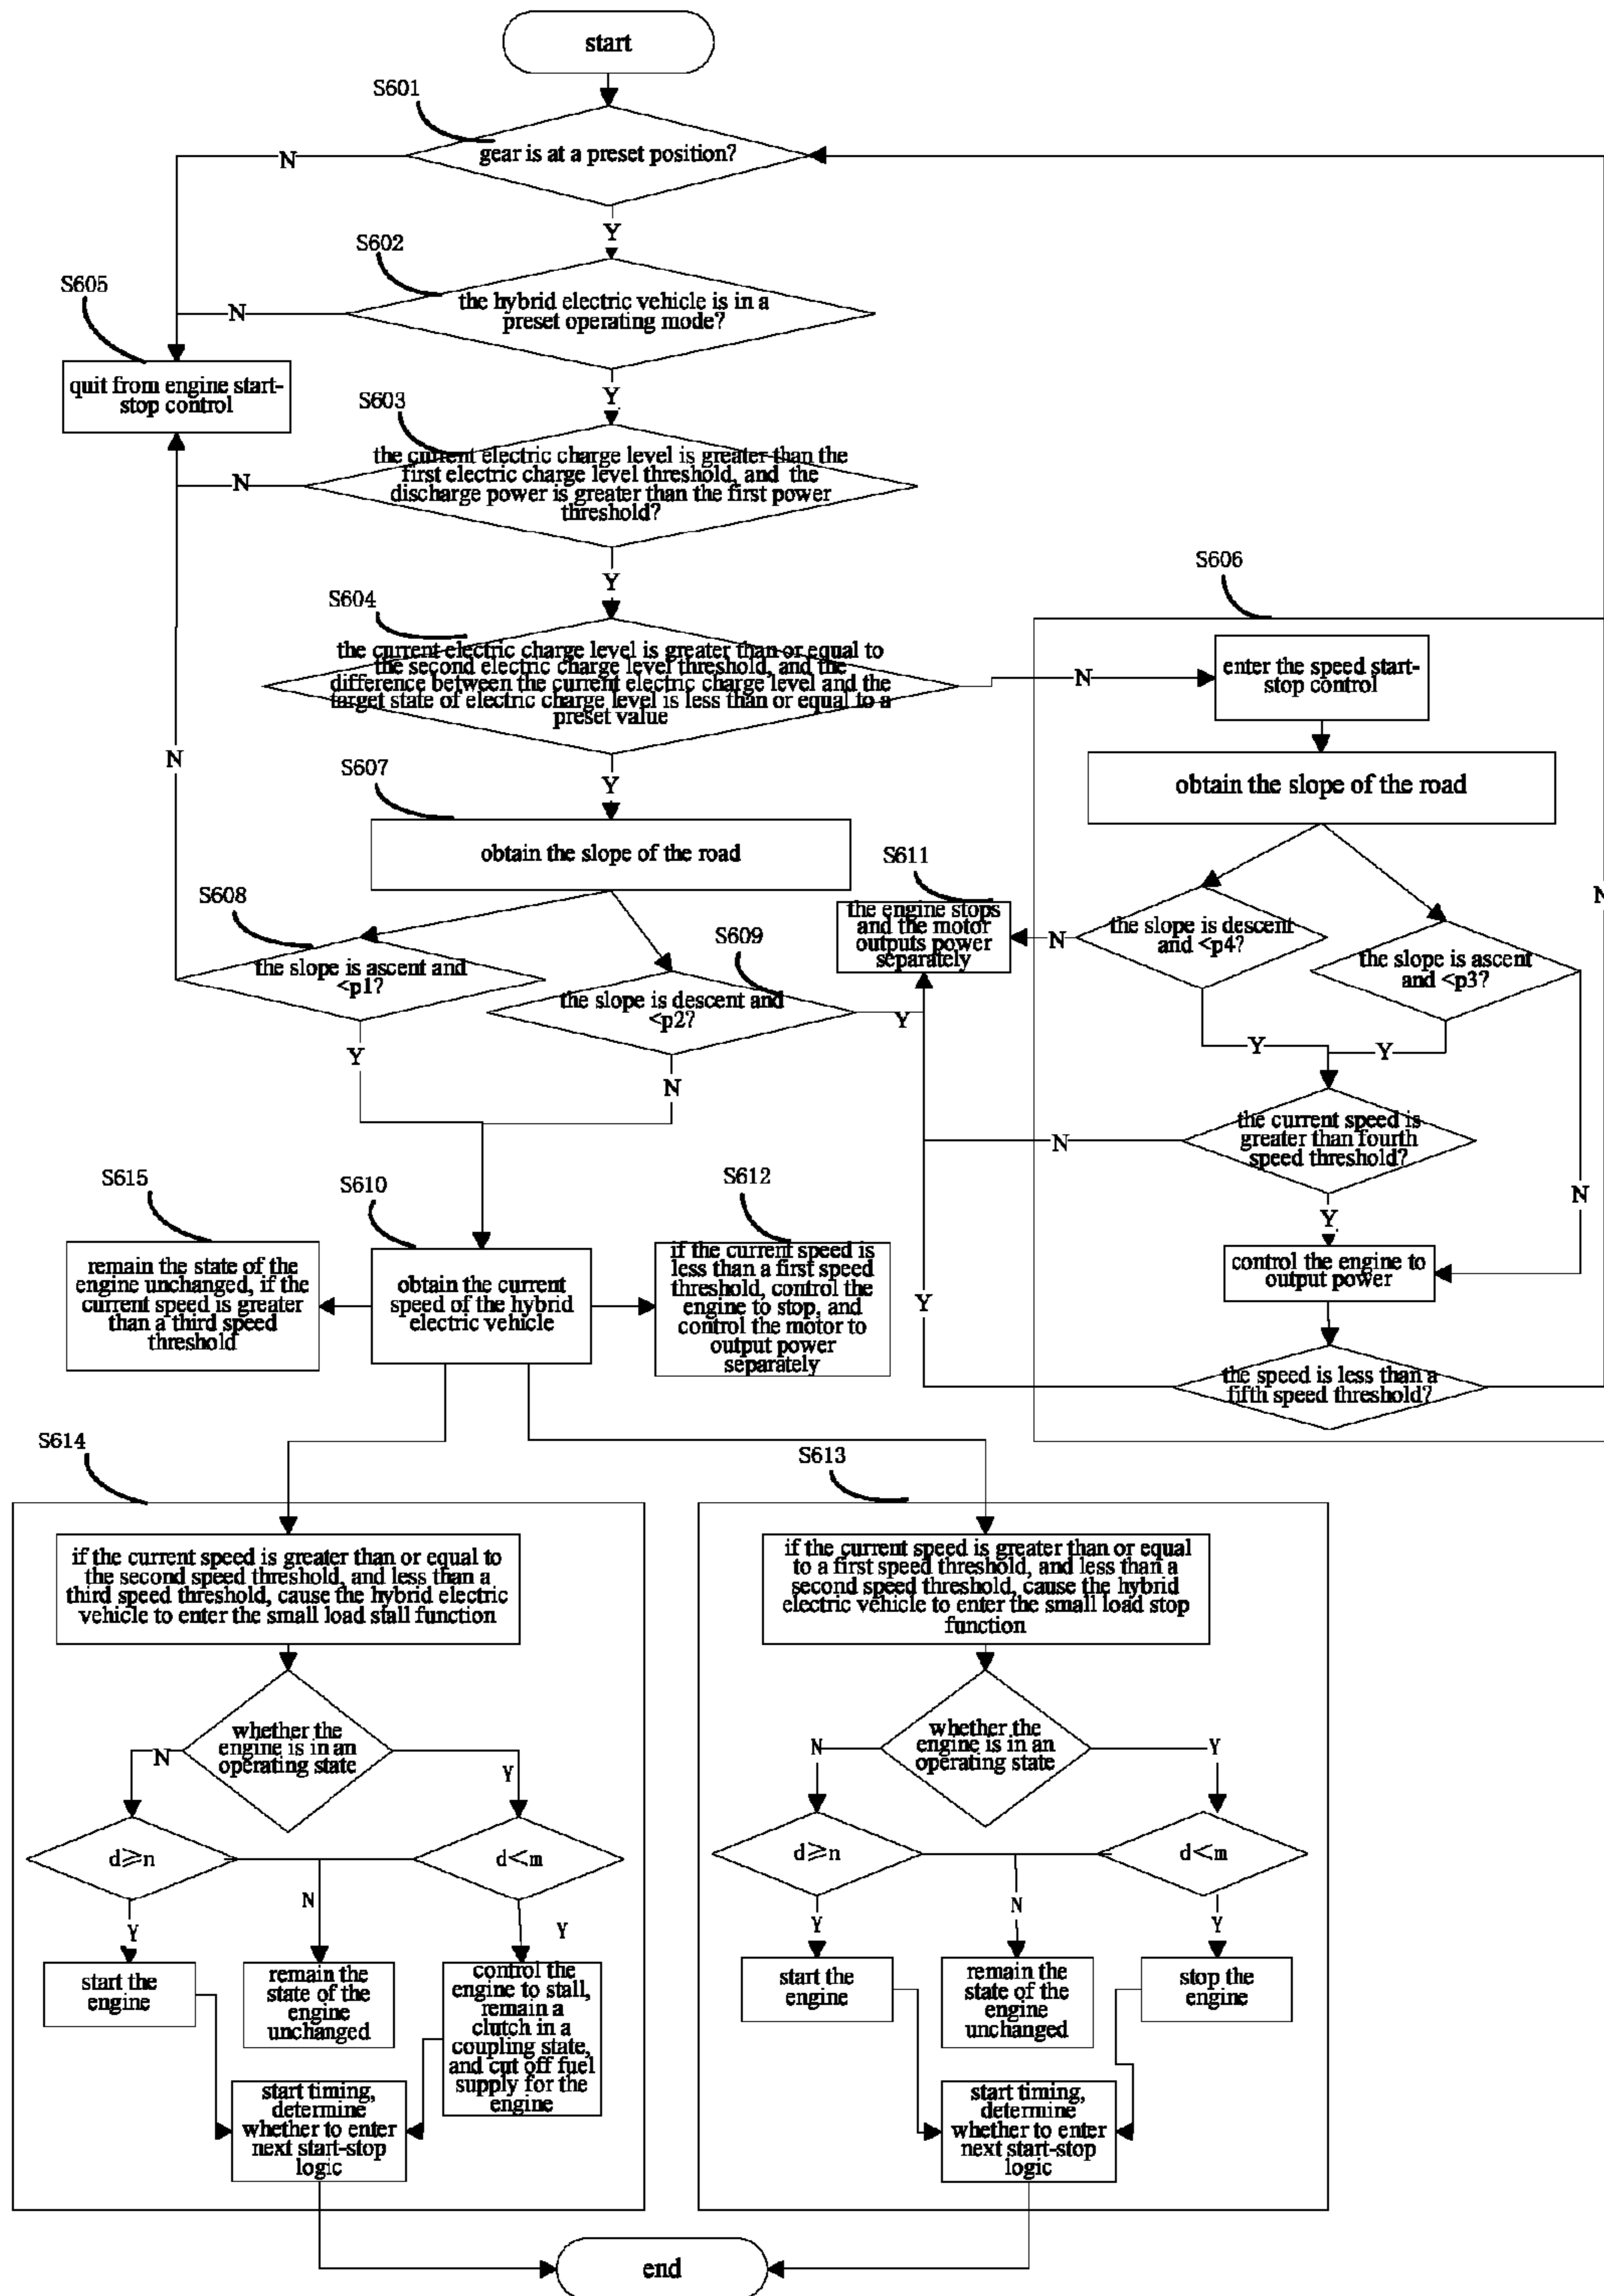 start
S601
gear is at a preset position?
N
Y
S602
the hybrid electric vehicle is in a
preset operating mode?
N
Y
S605
quit from engine start-
stop control
S603
the current electric charge level is greater than the
first electric charge level threshold, and the
discharge power is greater than the first power
threshold?
N
Y
S604
the current electric charge level is greater than or equal to
the second electric charge level threshold, and the
difference between the current electric charge level and the
target state of electric charge level is less than or equal to a
preset value
N
Y
S606
enter the speed start-
stop control
obtain the slope of the road
S607
obtain the slope of the road
N
S608
the slope is ascent and
<p1?
Y
S609
the slope is descent and
<p2?
Y
N
S611
the engine stops
and the motor
outputs power
separately
N
the slope is descent
and <p4?
the slope is ascent
and <p3?
N
Y
Y
the current speed is
greater than fourth
speed threshold?
N
Y
N
control the engine to
output power
Y
the speed is less than a
fifth speed threshold?
S615
remain the state of the
engine unchanged, if the
current speed is greater
than a third speed
threshold
S610
obtain the current
speed of the hybrid
electric vehicle
S612
if the current speed is
less than a first speed
threshold, control the
engine to stop, and
control the motor to
output power
separately
S614
if the current speed is greater than or equal to
the second speed threshold, and less than a
third speed threshold, cause the hybrid electric
vehicle to enter the small load stall function
whether the
engine is in an
operating state
N
Y
d≥n
d<m
Y
N
Y
start the
engine
remain the
state of the
engine
unchanged
control the
engine to stall,
remain a
clutch in a
coupling state,
and cut off fuel
supply for the
engine
start timing,
determine
whether to enter
next start-stop
logic
S613
if the current speed is greater than or equal
to a first speed threshold, and less than a
second speed threshold, cause the hybrid
electric vehicle to enter the small load stop
function
whether the
engine is in an
operating state
N
Y
d≥n
d<m
Y
N
Y
start the
engine
remain the
state of the
engine
unchanged
stop the
engine
start timing,
determine
whether to enter
next start-stop
logic
end